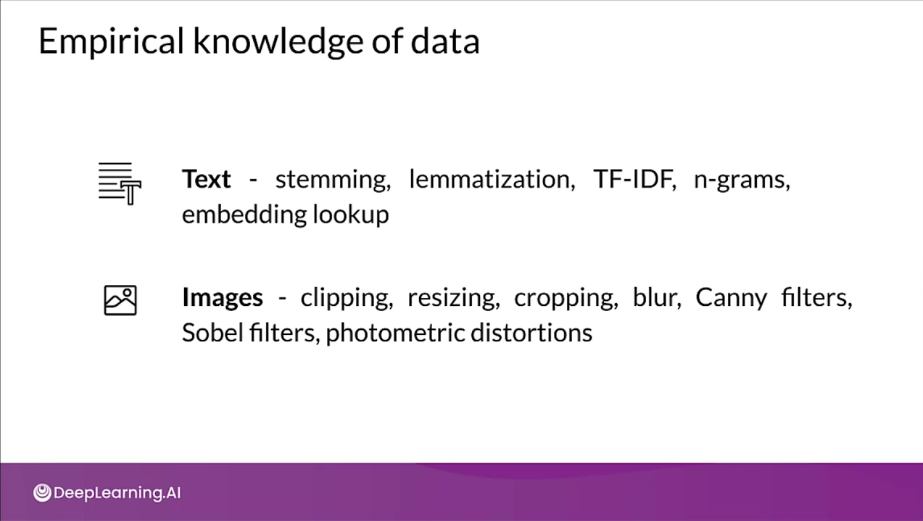 Empirical knowledge of data
Text - stemming, lemmatization, TF-IDF, n-grams,
embedding lookup
Images - clipping, resizing, cropping, blur, Canny filters,
Sobel filters, photometric distortions
DeepLearning.AI